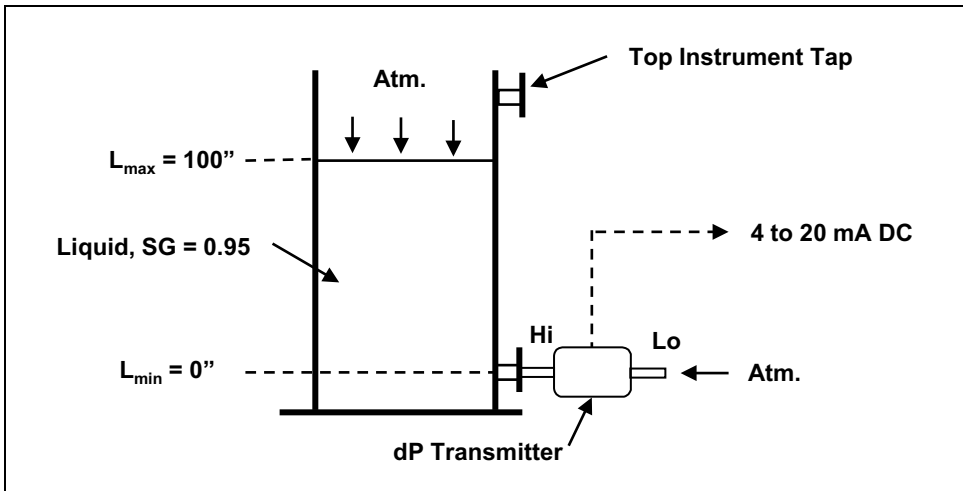 Top Instrument Tap
Atm.
Lmax = 100”
Liquid, SG = 0.95
4 to 20 mA DC
Hi
Lo
Lmin = 0”
Atm.
dP Transmitter